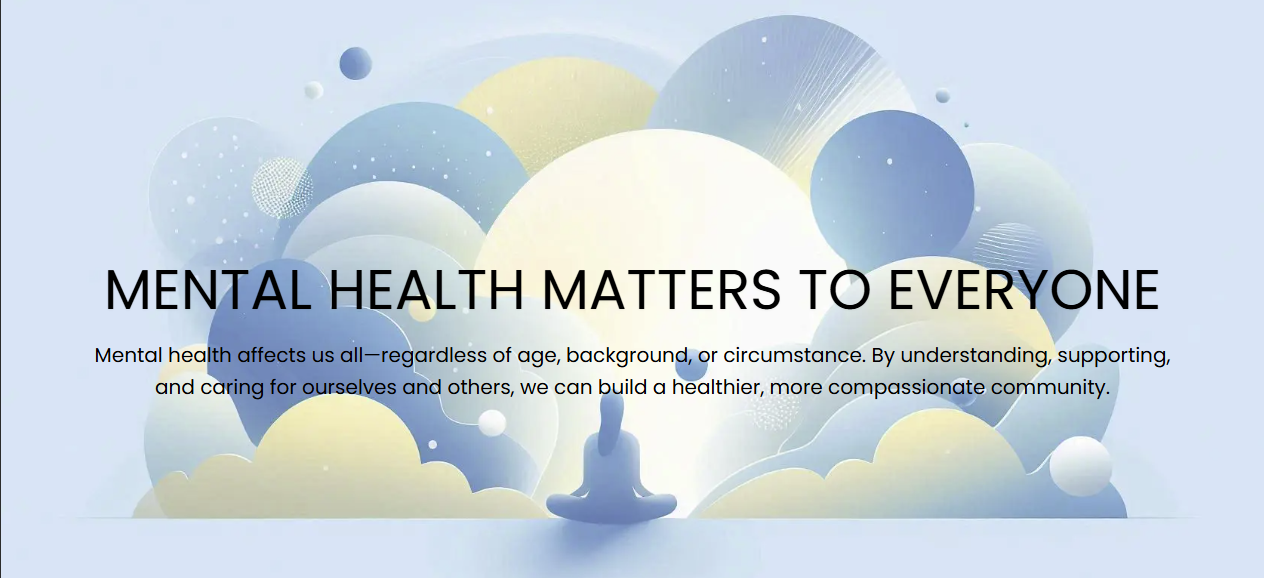 MENTAL HEALTH MATTERS TO EVERYONE
Mental health affects us all—regardless of age, background, or circumstance. By understanding, supporting,
and caring for ourselves and others, we can build a healthier, more compassionate community.